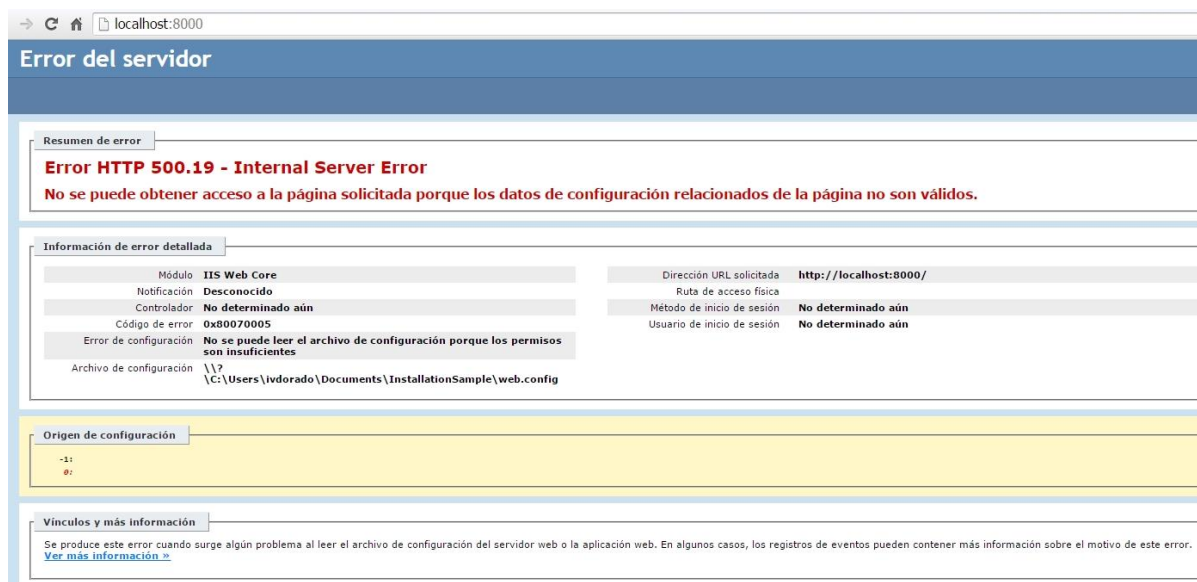 localhost:8000
Error del servidor
Resumen de error
Error HTTP 500.19 - Internal Server Error
No se puede obtener acceso a la página solicitada porque los datos de configuración relacionados de la página no son válidos.
Información de error detallada
Módulo IIS Web Core
Notificación Desconocido
Controlador No determinado aún
Código de error 0x80070005
Error de configuración No se puede leer el archivo de configuración porque los permisos
son insuficientes
Archivo de configuración \\?
\C:\Users\ivdorado\Documents\InstallationSample\web.config
Dirección URL solicitada http://localhost:8000/
Ruta de acceso física
Método de inicio de sesión No determinado aún
Usuario de inicio de sesión No determinado aún
Origen de configuración
-1:
0:
Vínculos y más información
Se produce este error cuando surge algún problema al leer el archivo de configuración del servidor web o la aplicación web. En algunos casos, los registros de eventos pueden contener más información sobre el motivo de este error.
Ver más información »